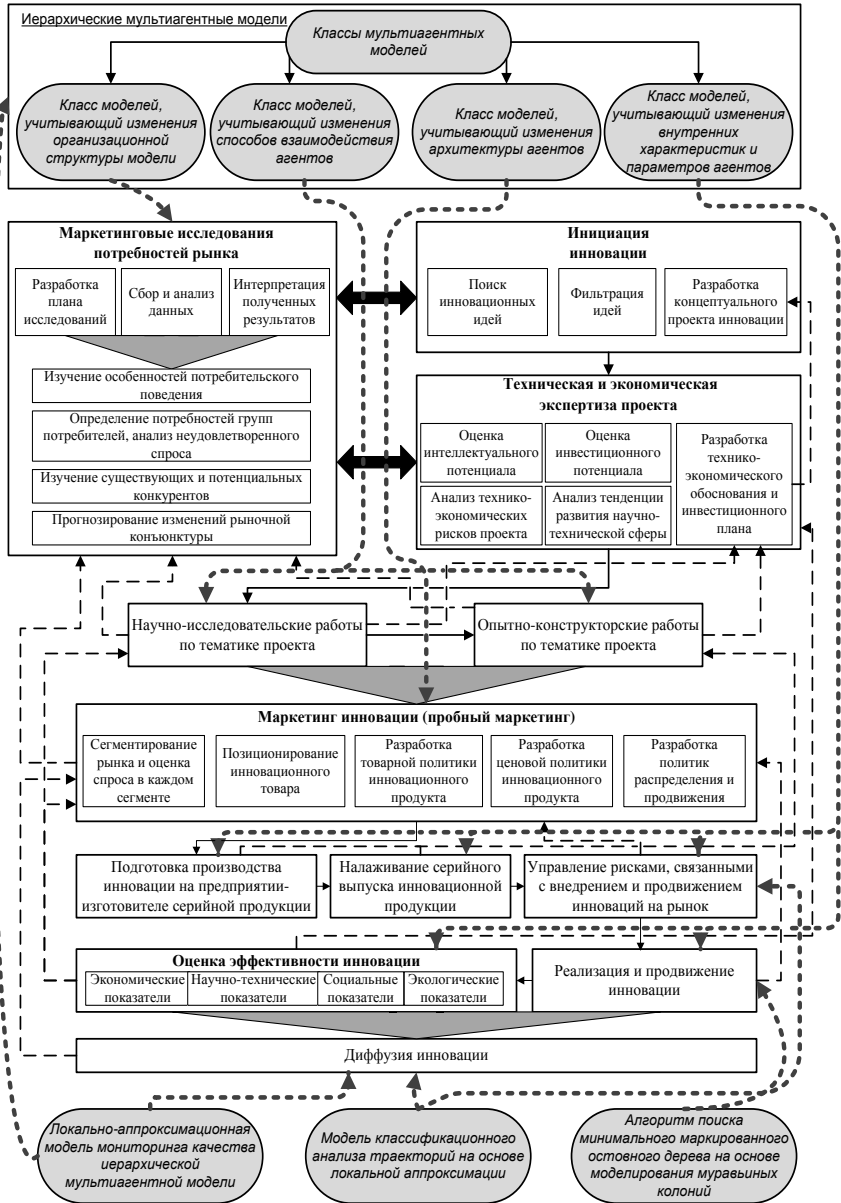 Иерархические мультиагентные модели
Классы мультиагентных
моделей
Класс моделей,
учитывающий изменения
организационной
структуры модели
Класс моделей,
учитывающий изменения
способов взаимодействия
агентов
Класс моделей,
учитывающий изменения
архитектуры агентов
Класс моделей,
учитывающий изменения
внутренних
характеристик и
параметров агентов
Маркетинговые исследования
потребностей рынка
Разработка
плана
исследований
Сбор и анализ
данных
Интерпретация
полученных
результатов
Изучение особенностей потребительского
поведения
Определение потребностей групп
потребителей, анализ неудовлетворенного
спроса
Изучение существующих и потенциальных
конкурентов
Прогнозирование изменений рыночной
конъюнктуры
Инициация
инновации
Поиск
инновационных
идей
Фильтрация
идей
Разработка
концептуального
проекта инновации
Техническая и экономическая
экспертиза проекта
Оценка
интеллектуального
потенциала
Оценка
инвестиционного
потенциала
Разработка
технико-
экономического
обоснования и
инвестиционного
плана
Анализ технико-
экономических
рисков проекта
Анализ тенденции
развития научно-
технической сферы
Научно-исследовательские работы
по тематике проекта
Опытно-конструкторские работы
по тематике проекта
Маркетинг инновации (пробный маркетинг)
Сегментирование
рынка и оценка
спроса в каждом
сегменте
Позиционирование
инновационного
товара
Разработка
товарной политики
инновационного
продукта
Разработка
ценовой политики
инновационного
продукта
Разработка
политик
распределения и
продвижения
Подготовка производства
инновации на предприятии-
изготовителе серийной продукции
Налаживание серийного
выпуска инновационной
продукции
Управление рисками, связанными
с внедрением и продвижением
инноваций на рынок
Оценка эффективности инновации
Экономические
показатели
Научно-технические
показатели
Социальные
показатели
Экологические
показатели
Реализация и продвижение
инновации
Диффузия инновации
Локально-аппроксимационная
модель мониторинга качества
иерархической
мультиагентной модели
Модель классификационного
анализа траекторий на основе
локальной аппроксимации
Алгоритм поиска
минимального маркированного
остовного дерева на основе
моделирования муравьиных
колоний